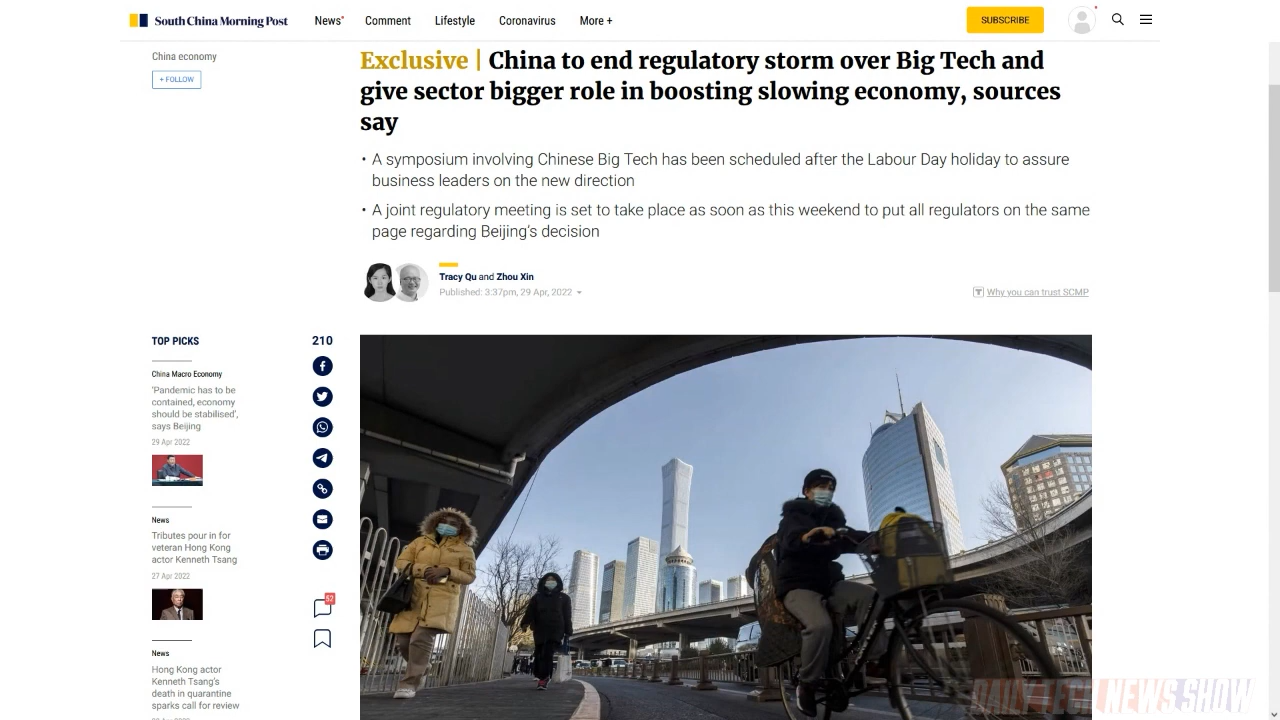 South China Morning Post
News Comment Lifestyle Coronavirus More +
SUBSCRIBE
China economy
+ FOLLOW
Exclusive | China to end regulatory storm over Big Tech and
give sector bigger role in boosting slowing economy, sources
say
• A symposium involving Chinese Big Tech has been scheduled after the Labour Day holiday to assure
business leaders on the new direction
• A joint regulatory meeting is set to take place as soon as this weekend to put all regulators on the same
page regarding Beijing's decision
Tracy Qu and Zhou Xin
Published: 3:37pm, 29 Apr, 2022
Why you can trust SCMP
TOP PICKS
China Macro Economy
'Pandemic has to be
contained, economy
should be stabilised',
says Beijing
29 Apr 2022
News
Tributes pour in for
veteran Hong Kong
actor Kenneth Tsang
27 Apr 2022
News
Hong Kong actor
Kenneth Tsang's
death in quarantine
sparks call for review
210
52
DAILY TECH NEWS SHOW